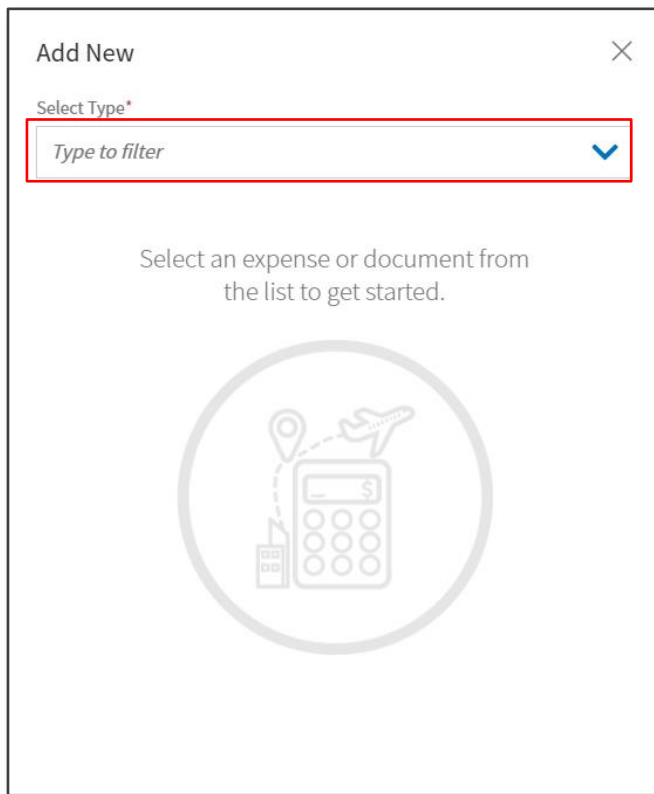 Add New
Select Type*
Type to filter
Select an expense or document from
the list to get started.
$